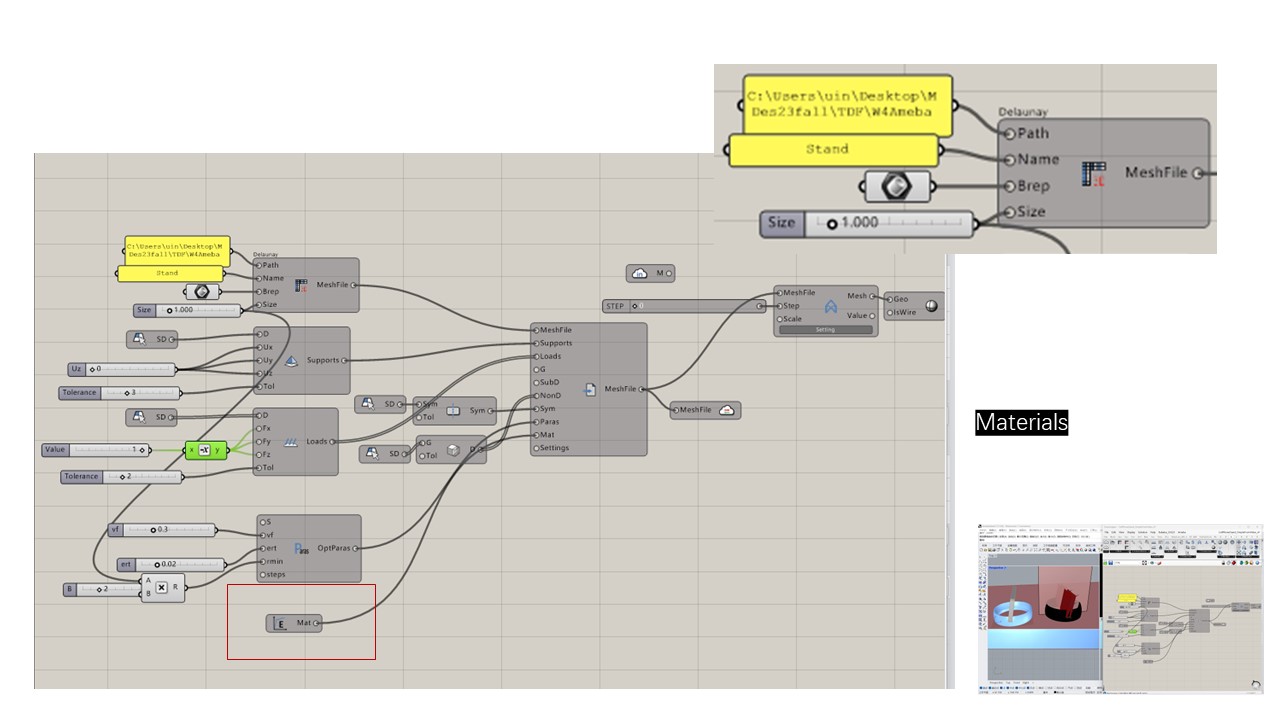 C:\Users\uin\Desktop\M
Des23fall\TDF\W4Ameba
Stand
Size
1.000
Delaunay
Path
Name
Brep
Size
MeshFile
C:\Users\uin\Desktop\M
Des23fall\TDF\W4Ameba
Stand
Size
1.000
Delaunay
Path
Name
Brep
Size
MeshFile
SD
Uz
0
Tolerance
3
D
Ux
Uy
Uz
Tol
Supports
SD
Value
1
x
-X
y
Tolerance
2
D
Fx
Fy
Fz
Tol
Loads
SD
Sym
Tol
Sym
SD
G
Tol
vf
0.3
ert
0.02
B
2
A
B
R
S
vf
ert
rmin
steps
Para
OptParas
E
Mat
MeshFile
Supports
Loads
G
SubD
NonD
Sym
Paras
Mat
Settings
MeshFile
M
STEP
0
MeshFile
Step
Scale
Mesh
Value
Setting
Geo
IsWire
MeshFile
Materials